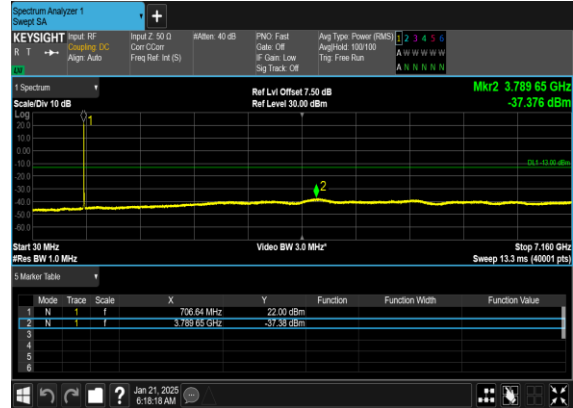 Spectrum Analyzer 1
Swept SA
KEYSIGHT Input: RF Input Z: 50 Ω #Atten: 40 dB PNO: Fast Avg Type: Power (RMS) 1 2 3 4 5 6
R T Coupling: DC Corr CCorr Gate: Off Avg|Hold: 100/100 A W W W W W
Align: Auto Freq Ref: Int (S) IF Gain: Low Trig: Free Run
LM Sig Track: Off A N N N N N
1 Spectrum Ref Lvl Offset 7.50 dB Mkr2 3.789 65 GHz
Scale/Div 10 dB Ref Level 30.00 dBm -37.376 dBm
Log
20.0
10.0
0.00
-10.0
-20.0
-30.0
-40.0
-50.0
-60.0
1
DL1 -13.00 dBm
2
Start 30 MHz Video BW 3.0 MHz* Stop 7.160 GHz
#Res BW 1.0 MHz Sweep 13.3 ms (40001 pts)
5 Marker Table
Mode Trace Scale X Y Function Function Width Function Value
1 N 1 f 706.64 MHz 22.00 dBm
2 N 1 f 3.789 65 GHz -37.38 dBm
3
4
5
6
? Jan 21, 2025
6:18:18 AM